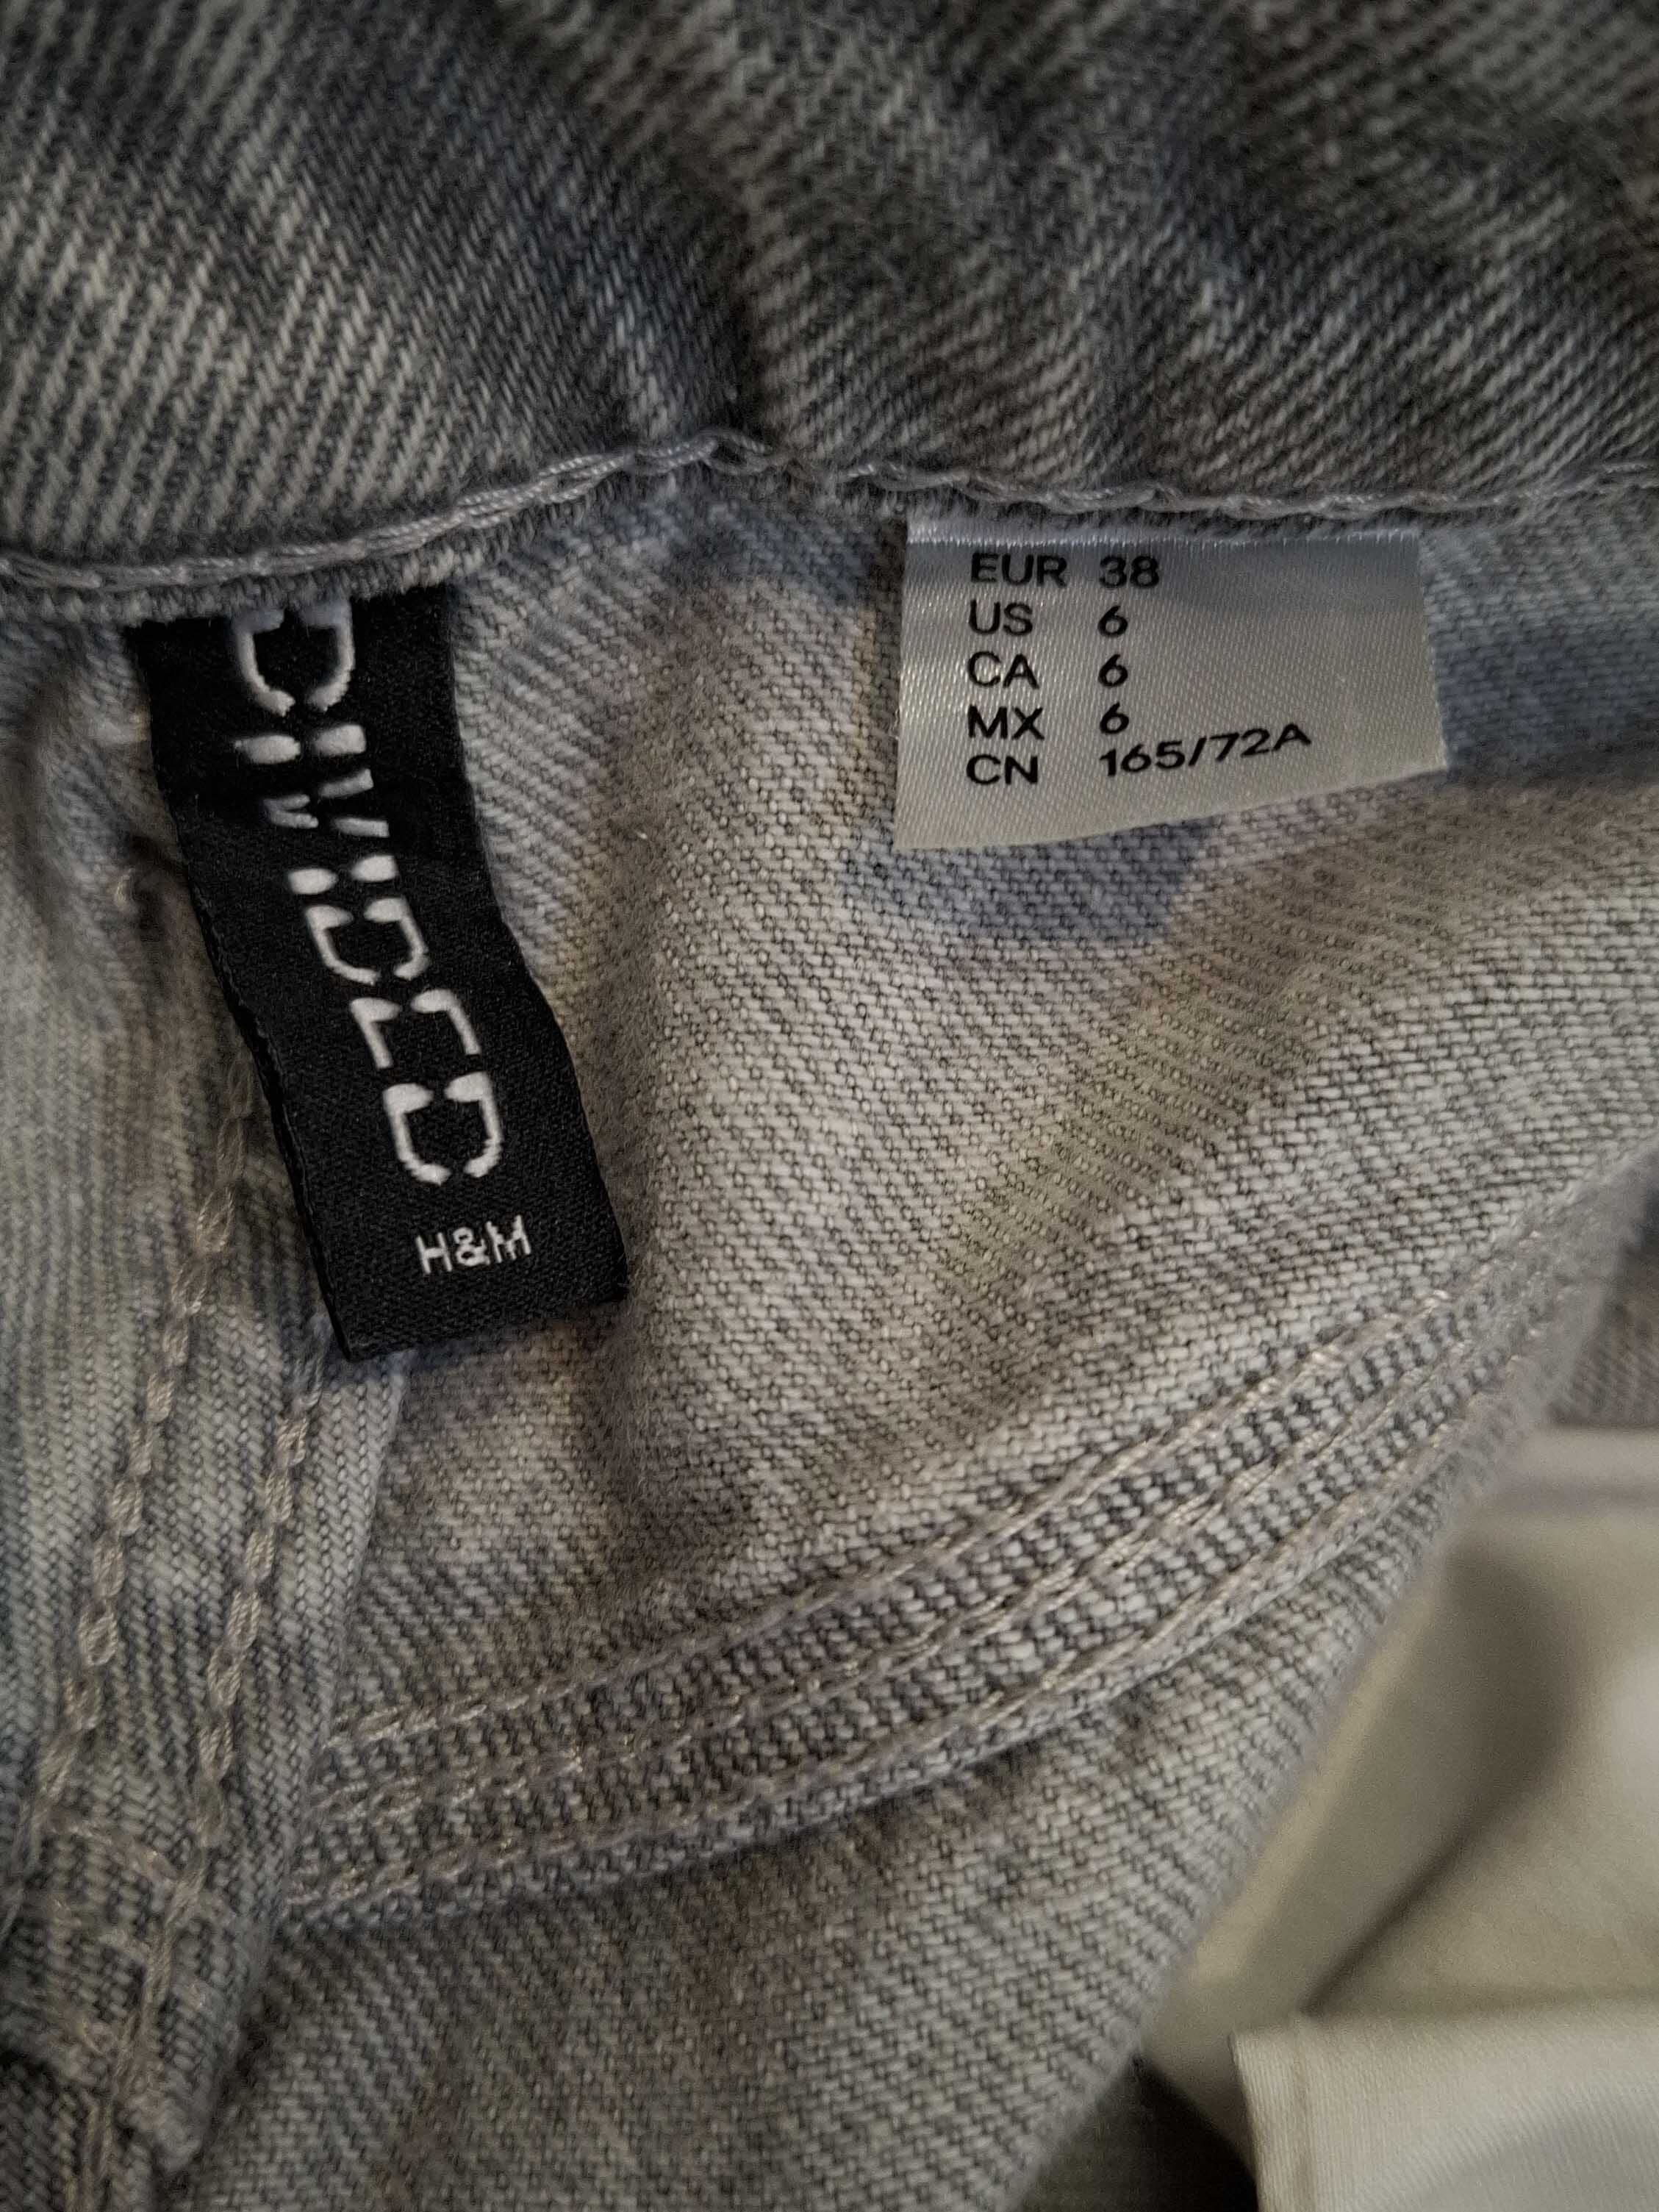 DIVIDED
H&M
EUR 38
US 6
CA 6
MX 6
CN 165/72A